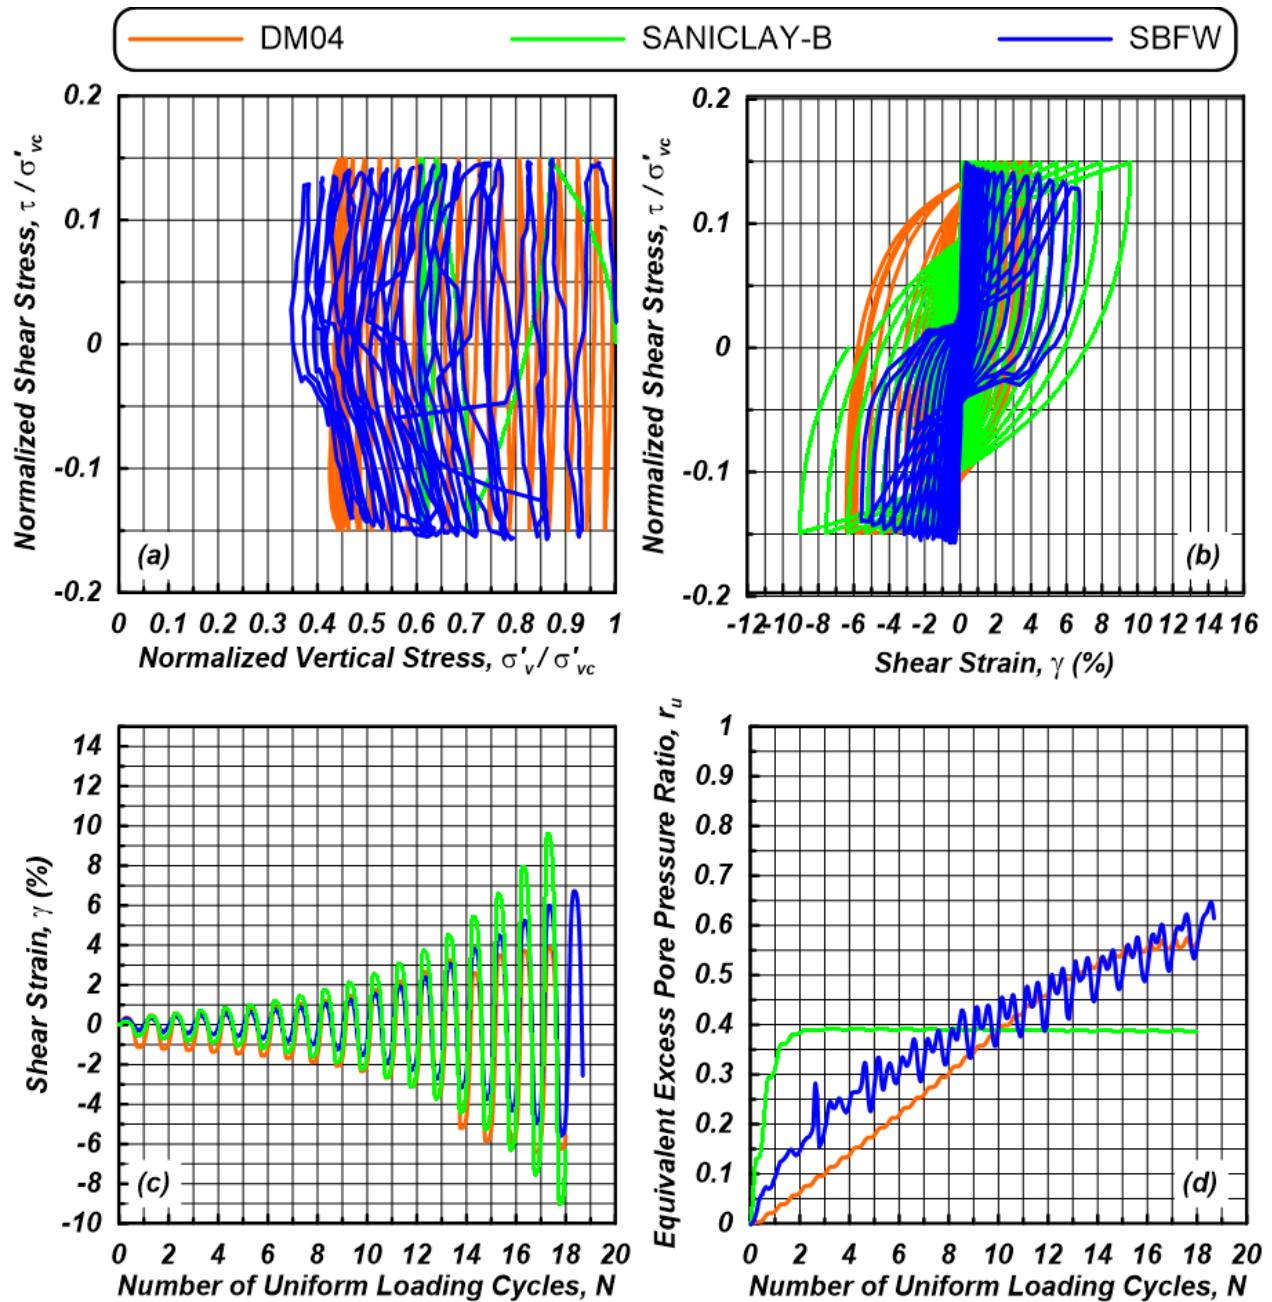 DM04 SANICLAY-B SBFW
Normalized Shear Stress, τ / σ'vc
0.2
0.1
0
-0.1
-0.2
(a)
0 0.1 0.2 0.3 0.4 0.5 0.6 0.7 0.8 0.9 1
Normalized Vertical Stress, σ'v / σ'vc
Normalized Shear Stress, τ / σ'vc
0.2
0.1
0
-0.1
-0.2
(b)
-12 -10 -8 -6 -4 -2 0 2 4 6 8 10 12 14 16
Shear Strain, γ (%)
Shear Strain, γ (%)
14
12
10
8
6
4
2
0
-2
-4
-6
-8
-10
(c)
0 2 4 6 8 10 12 14 16 18 20
Number of Uniform Loading Cycles, N
Equivalent Excess Pore Pressure Ratio, ru
1
0.9
0.8
0.7
0.6
0.5
0.4
0.3
0.2
0.1
0
(d)
0 2 4 6 8 10 12 14 16 18 20
Number of Uniform Loading Cycles, N